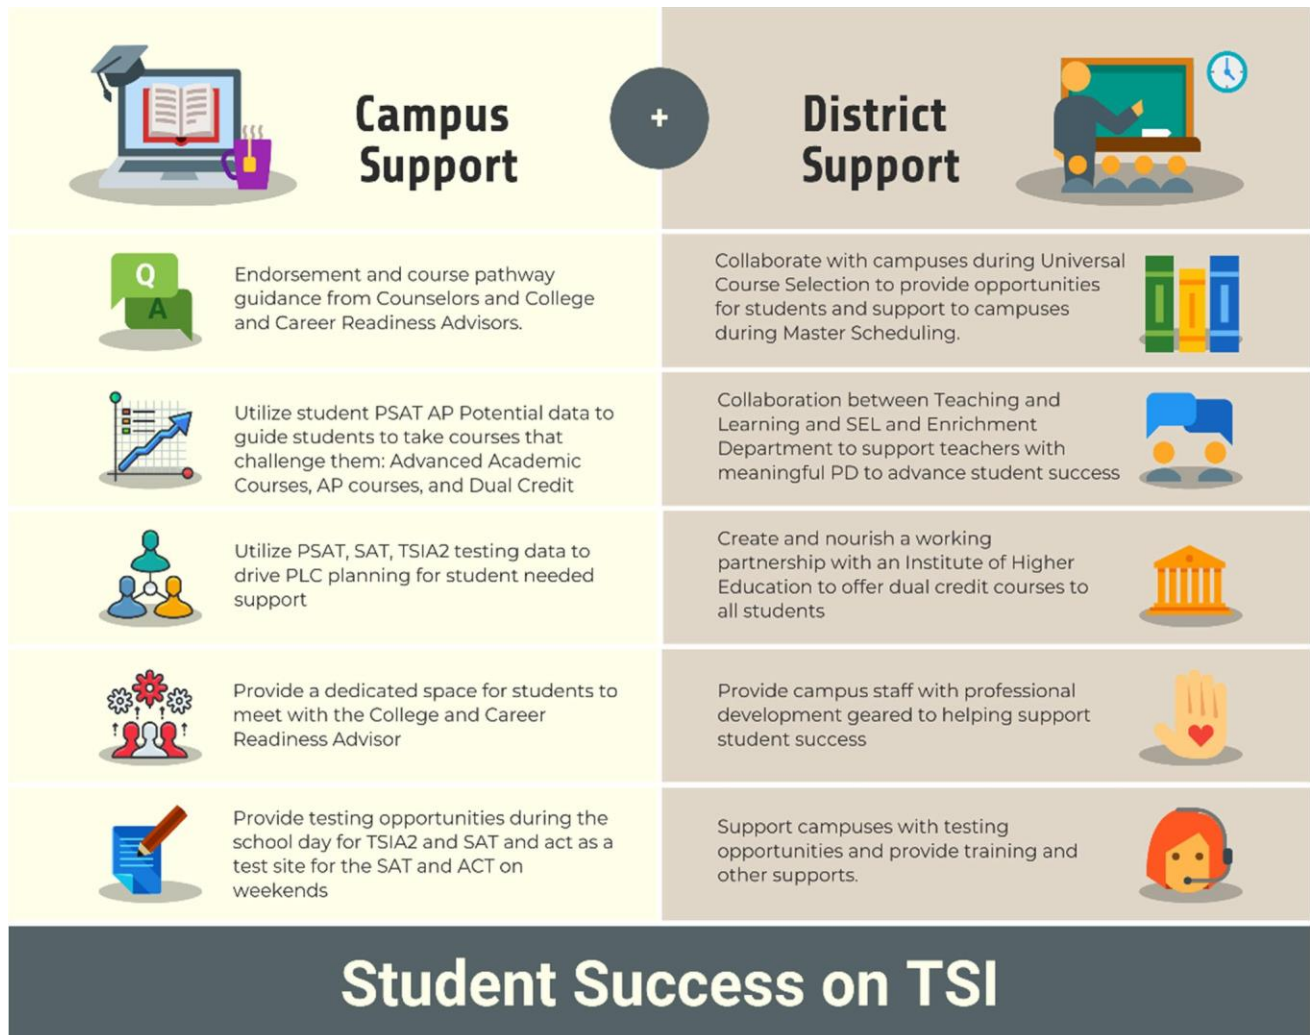 Campus
Support
+
District
Support
Q
A
Endorsement and course pathway
guidance from Counselors and College
and Career Readiness Advisors.
Collaborate with campuses during Universal
Course Selection to provide opportunities
for students and support to campuses
during Master Scheduling.
Utilize student PSAT AP Potential data to
guide students to take courses that
challenge them: Advanced Academic
Courses, AP courses, and Dual Credit
Collaboration between Teaching and
Learning and SEL and Enrichment
Department to support teachers with
meaningful PD to advance student success
Utilize PSAT, SAT, TSIA2 testing data to
drive PLC planning for student needed
support
Create and nourish a working
partnership with an Institute of Higher
Education to offer dual credit courses to
all students
Provide a dedicated space for students to
meet with the College and Career
Readiness Advisor
Provide campus staff with professional
development geared to helping support
student success
Provide testing opportunities during the
school day for TSIA2 and SAT and act as a
test site for the SAT and ACT on
weekends
Support campuses with testing
opportunities and provide training and
other supports.
Student Success on TSI